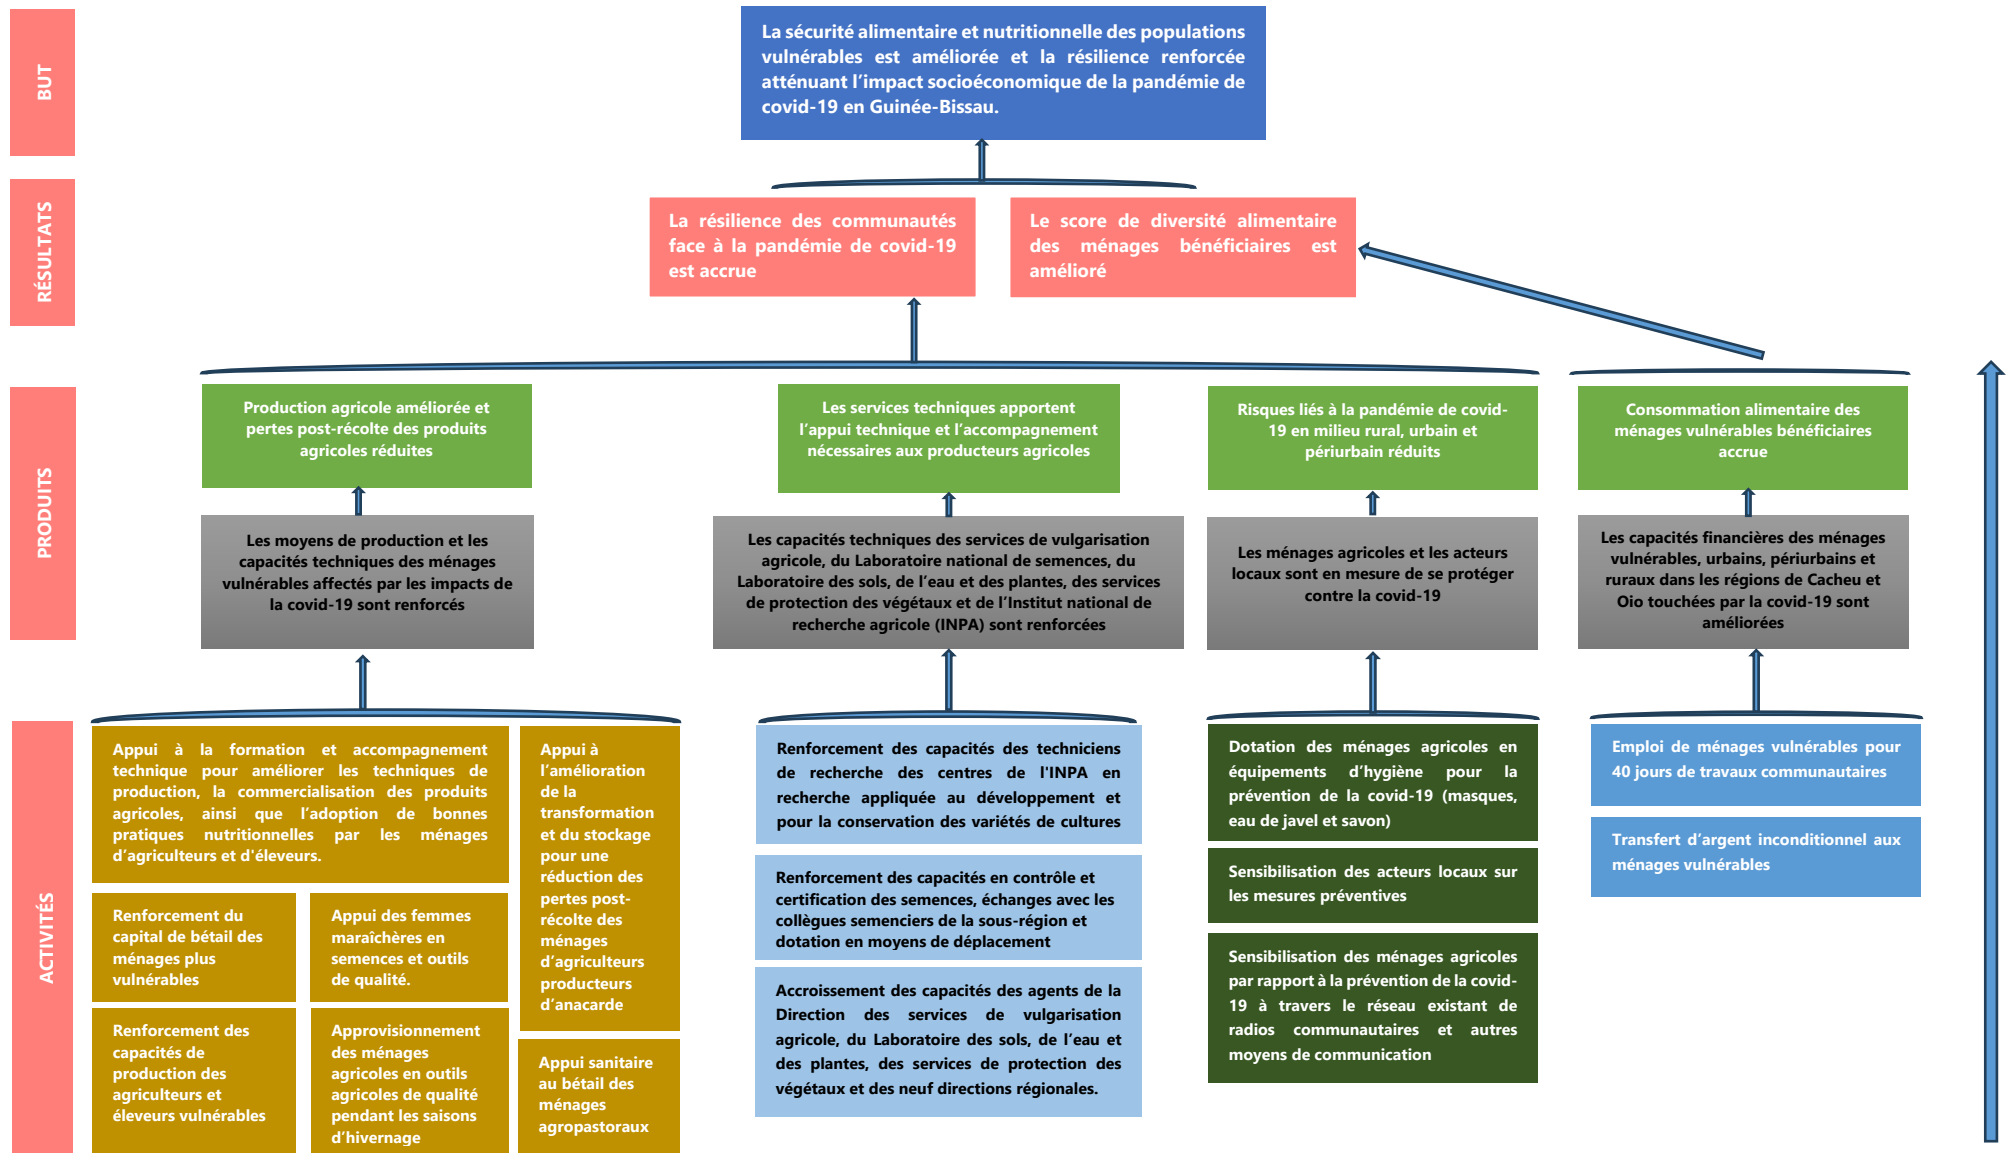 BUT
La sécurité alimentaire et nutritionnelle des populations
vulnérables est améliorée et la résilience renforcée
atténuant l’impact socioéconomique de la pandémie de
covid-19 en Guinée-Bissau.
RÉSULTATS
La résilience des communautés
face à la pandémie de covid-19
est accrue
Le score de diversité alimentaire
des ménages bénéficiaires est
amélioré
PRODUITS
Production agricole améliorée et
pertes post-récolte des produits
agricoles réduites
Les services techniques apportent
l’appui technique et l’accompagnement
nécessaires aux producteurs agricoles
Risques liés à la pandémie de covid-
19 en milieu rural, urbain et
périurbain réduits
Consommation alimentaire des
ménages vulnérables bénéficiaires
accrue
Les moyens de production et les
capacités techniques des ménages
vulnérables affectés par les impacts de
la covid-19 sont renforcés
Les capacités techniques des services de vulgarisation
agricole, du Laboratoire national de semences, du
Laboratoire des sols, de l’eau et des plantes, des services
de protection des végétaux et de l’Institut national de
recherche agricole (INPA) sont renforcées
Les ménages agricoles et les acteurs
locaux sont en mesure de se protéger
contre la covid-19
Les capacités financières des ménages
vulnérables, urbains, périurbains et
ruraux dans les régions de Cacheu et
Oio touchées par la covid-19 sont
améliorées
ACTIVITÉS
Appui à la formation et accompagnement
technique pour améliorer les techniques de
production, la commercialisation des produits
agricoles, ainsi que l’adoption de bonnes
pratiques nutritionnelles par les ménages
d’agriculteurs et d'éleveurs.
Renforcement du
capital de bétail des
ménages plus
vulnérables
Appui des femmes
maraîchères en
semences et outils
de qualité.
Renforcement des
capacités de
production des
agriculteurs et
éleveurs vulnérables
Approvisionnement
des ménages
agricoles en outils
agricoles de qualité
pendant les saisons
d’hivernage
Appui à
l’amélioration
de la
transformation
et du stockage
pour une
réduction des
pertes post-
récolte des
ménages
d’agriculteurs
producteurs
d’anacarde
Appui sanitaire
au bétail des
ménages
agropastoraux
Renforcement des capacités des techniciens
de recherche des centres de l'INPA en
recherche appliquée au développement et
pour la conservation des variétés de cultures
Renforcement des capacités en contrôle et
certification des semences, échanges avec les
collègues semenciers de la sous-région et
dotation en moyens de déplacement
Accroissement des capacités des agents de la
Direction des services de vulgarisation
agricole, du Laboratoire des sols, de l’eau et
des plantes, des services de protection des
végétaux et des neuf directions régionales.
Dotation des ménages agricoles en
équipements d’hygiène pour la
prévention de la covid-19 (masques,
eau de javel et savon)
Sensibilisation des acteurs locaux sur
les mesures préventives
Sensibilisation des ménages agricoles
par rapport à la prévention de la covid-
19 à travers le réseau existant de
radios communautaires et autres
moyens de communication
Emploi de ménages vulnérables pour
40 jours de travaux communautaires
Transfert d’argent inconditionnel aux
ménages vulnérables